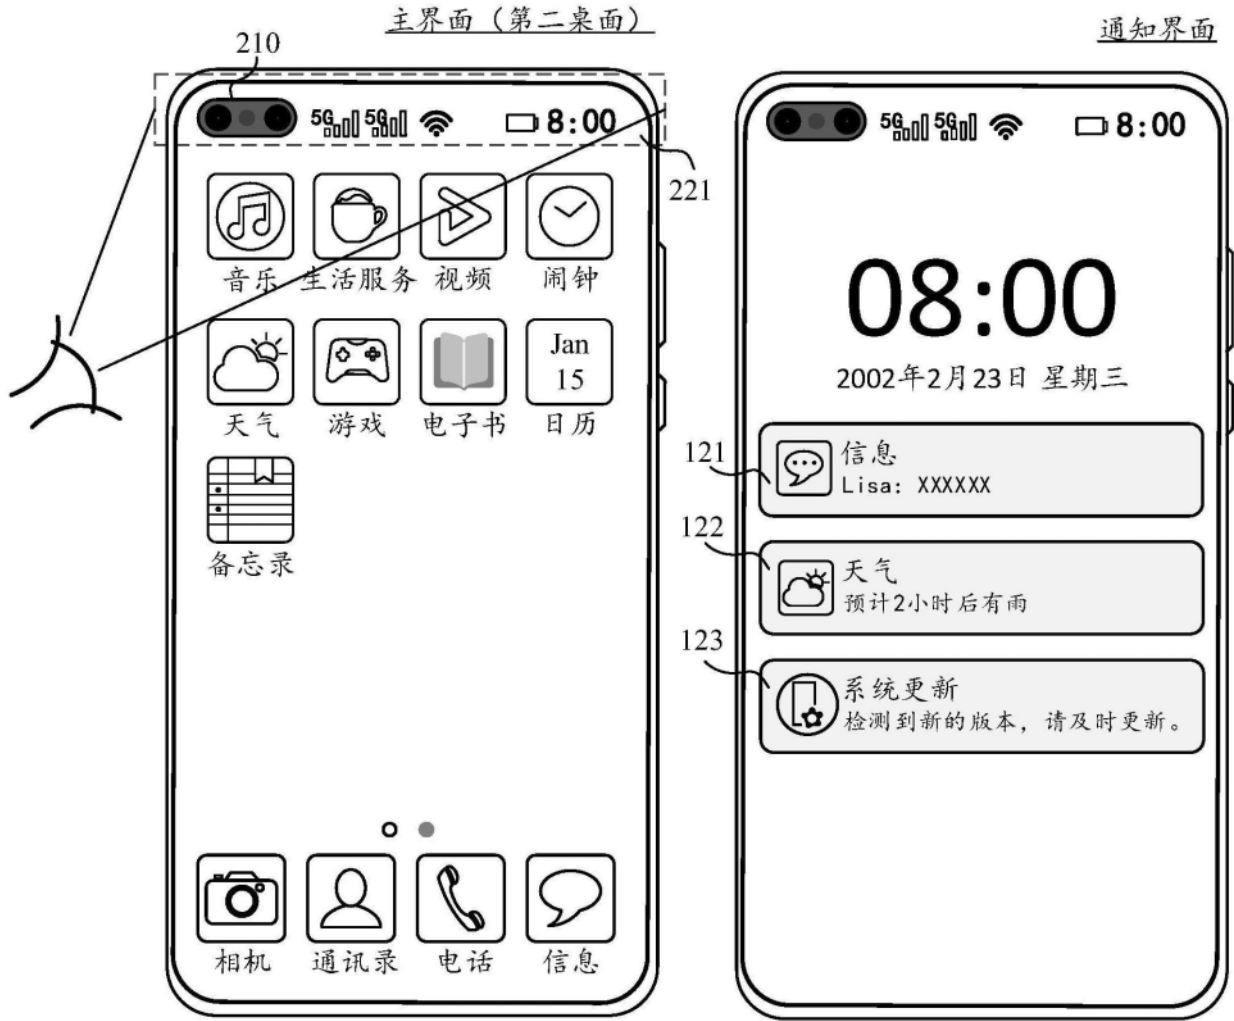 主界面（第二桌面）
210
5G 5G 8:00
221
音乐 生活服务 视频 闹钟
Jan
15
天气 游戏 电子书 日历
备忘录
相机 通讯录 电话 信息
通知界面
5G 5G 8:00
08:00
2002年2月23日 星期三
121
信息
Lisa: XXXXXX
122
天气
预计2小时后有雨
123
系统更新
检测到新的版本，请及时更新。